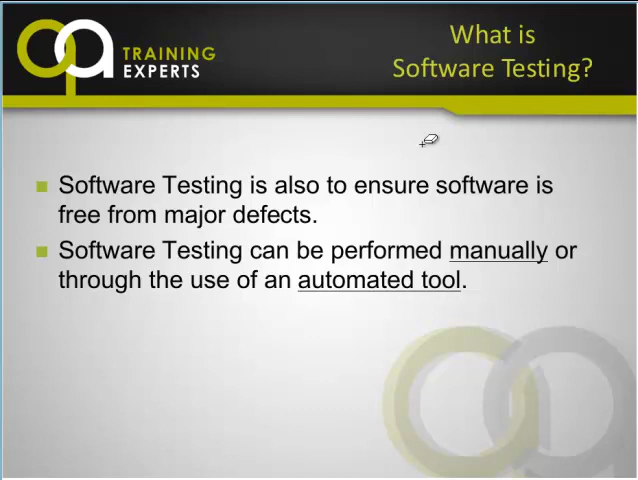 What is
Software Testing?
QA
TRAINING
EXPERTS
Software Testing is also to ensure software is
free from major defects.
Software Testing can be performed manually or
through the use of an automated tool.